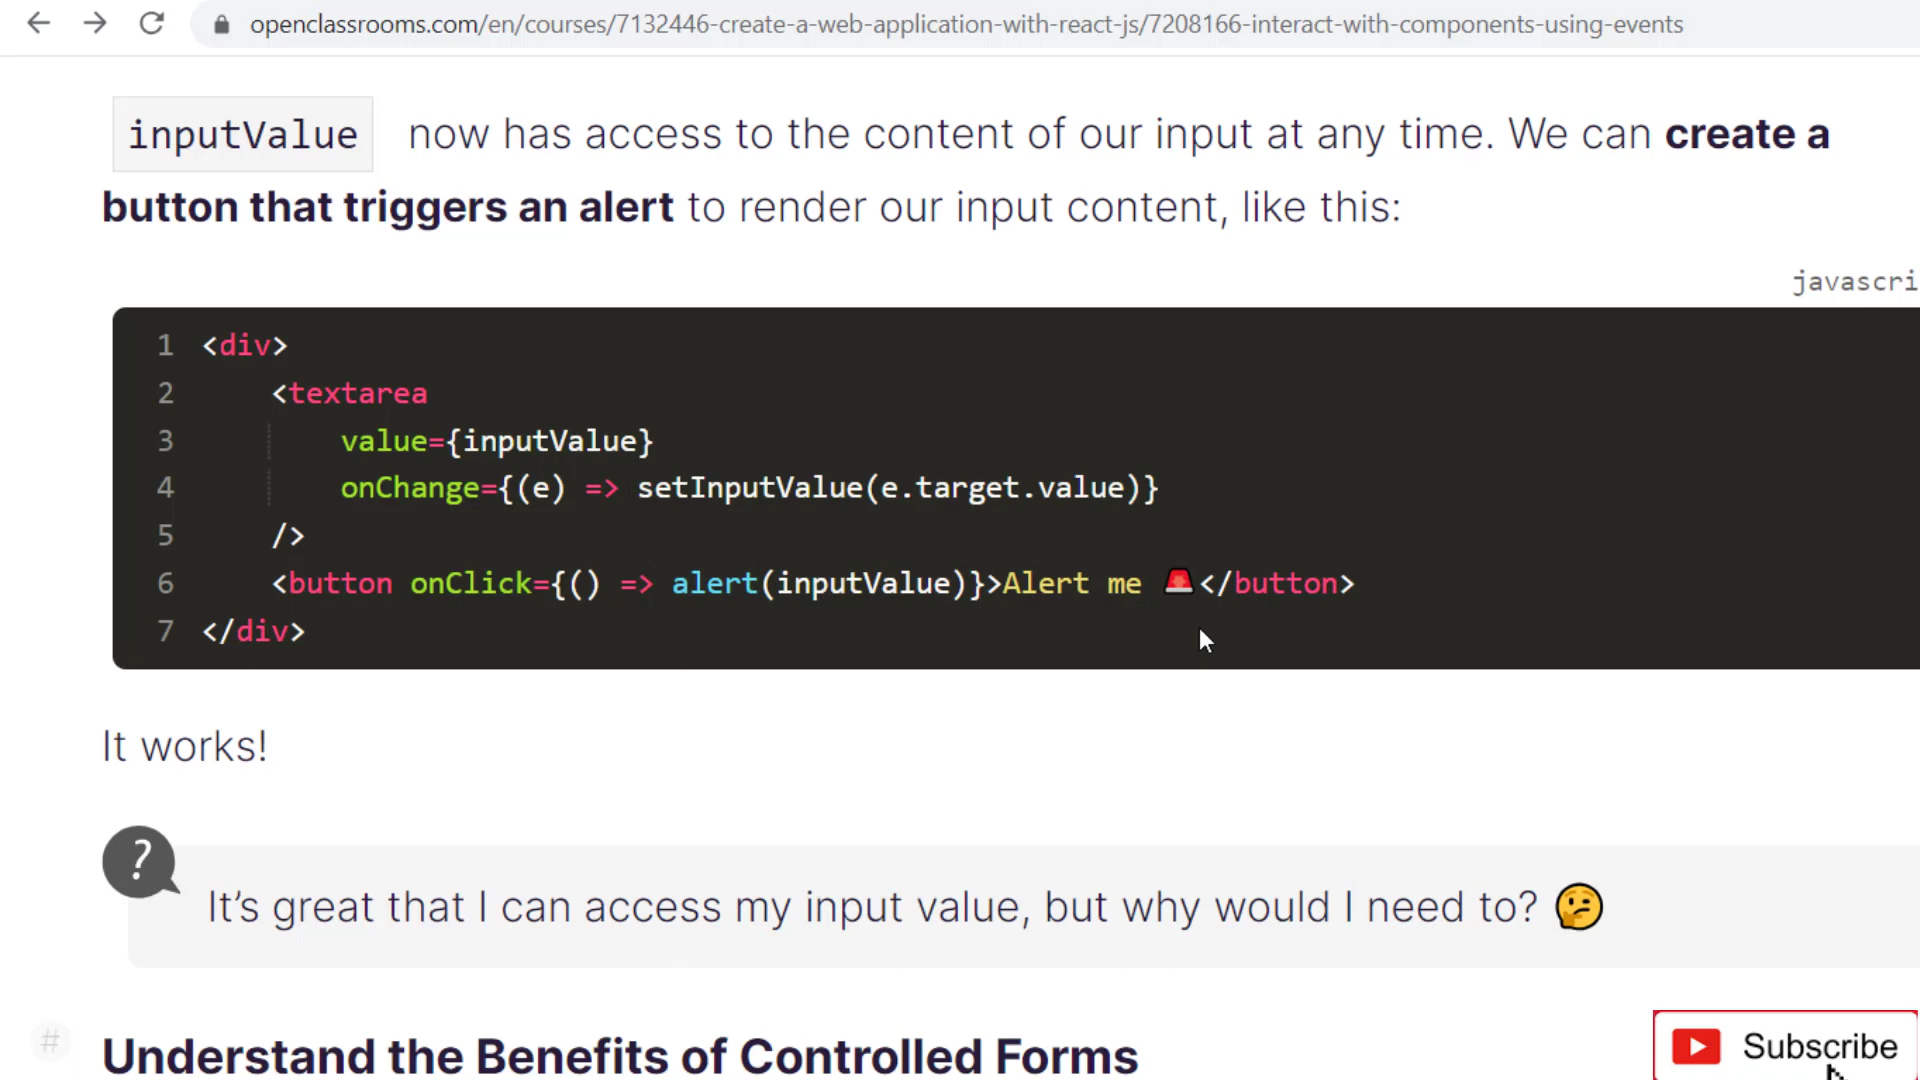 openclassrooms.com/en/courses/7132446-create-a-web-application-with-react-js/7208166-interact-with-components-using-events
inputValue now has access to the content of our input at any time. We can create a
button that triggers an alert to render our input content, like this:
javascri
1 <div>
2     <textarea
3         value={inputValue}
4         onChange={(e) => setInputValue(e.target.value)}
5     />
6     <button onClick={() => alert(inputValue)}>Alert me 🚨</button>
7 </div>
It works!
?
It's great that I can access my input value, but why would I need to? 🤔
# Understand the Benefits of Controlled Forms
Subscribe